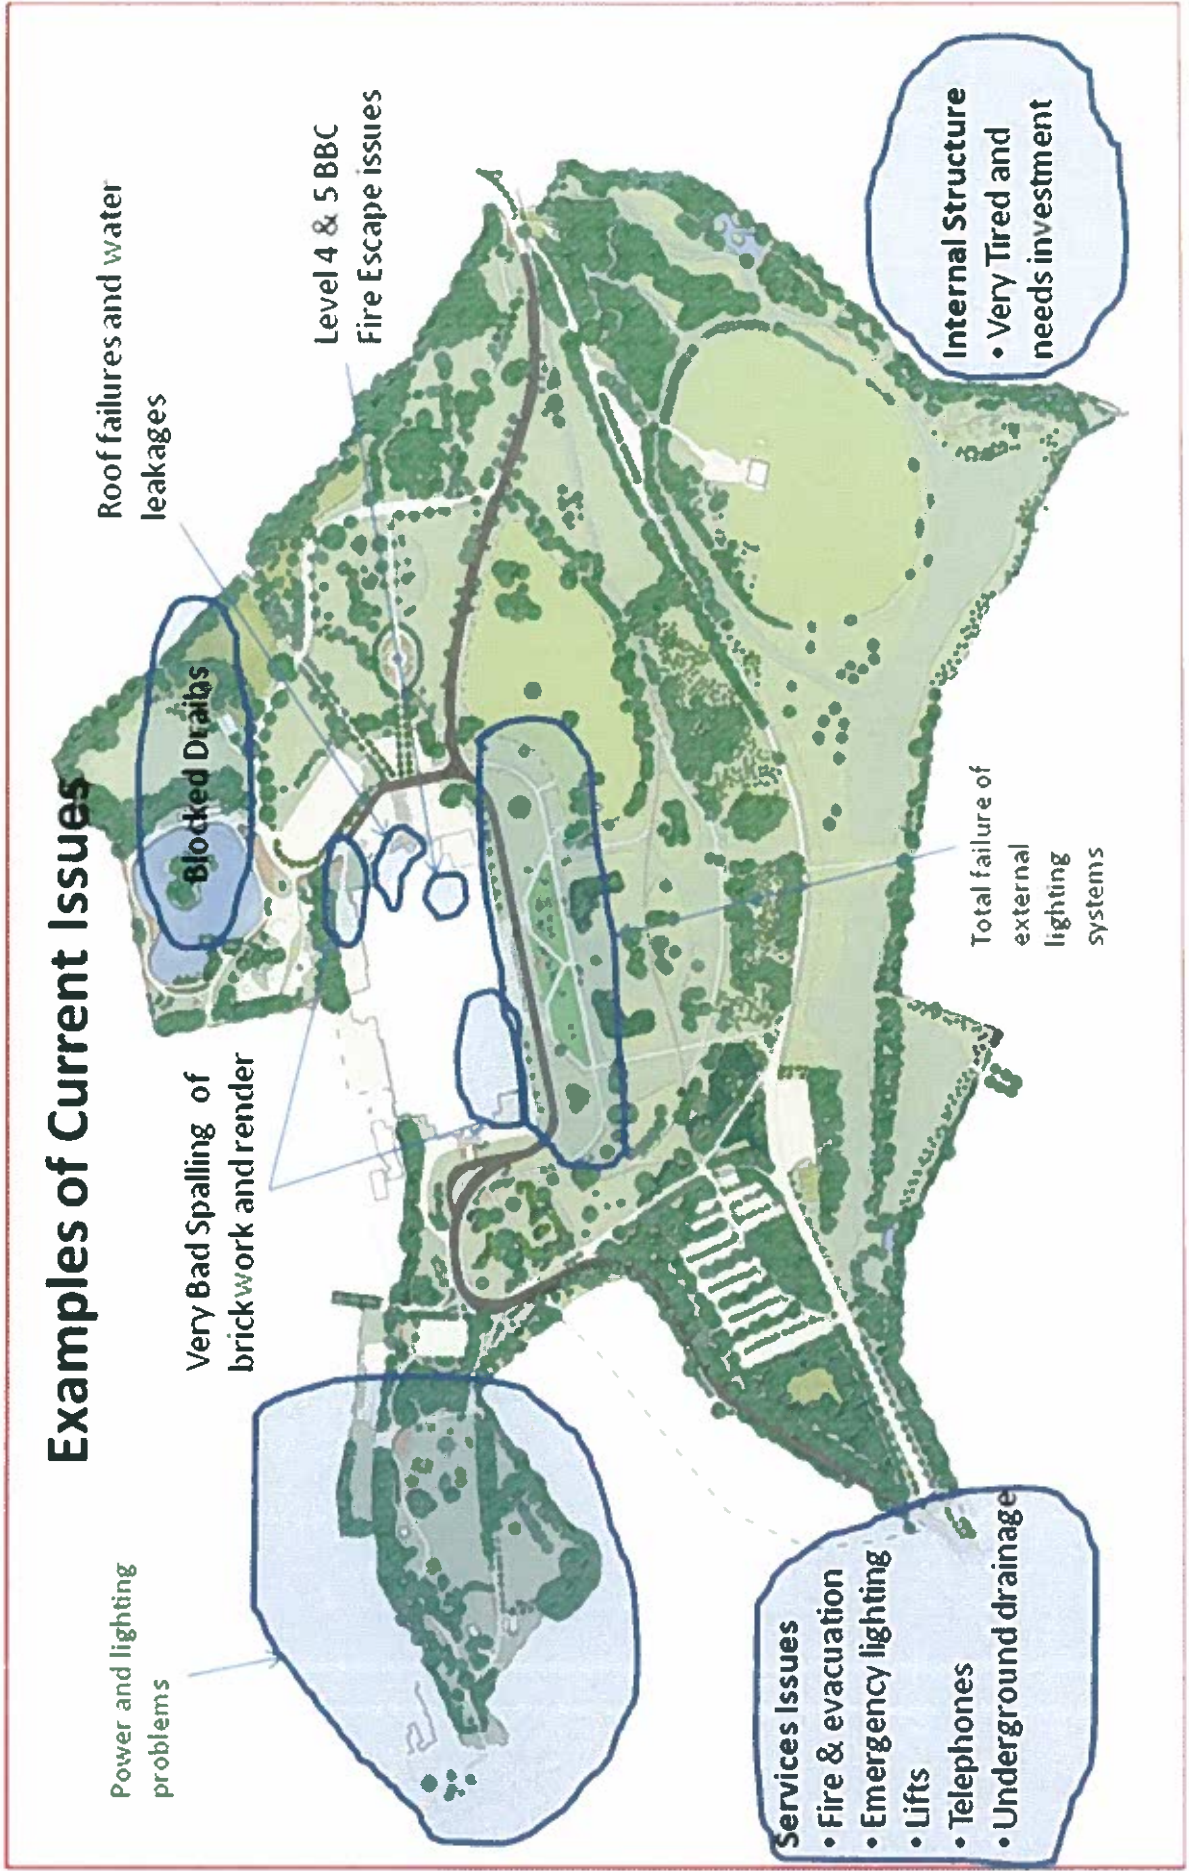 Examples of Current Issues
Power and lighting
problems
Very Bad Spalling of
brickwork and render
Blocked Draibs
Roof failures and water
leakages
Level 4 & 5 BBC
Fire Escape issues
Services Issues
• Fire & evacuation
• Emergency lighting
• Lifts
• Telephones
• Underground drainage
Total failure of
external
lighting
systems
Internal Structure
• Very Tired and
needs investment